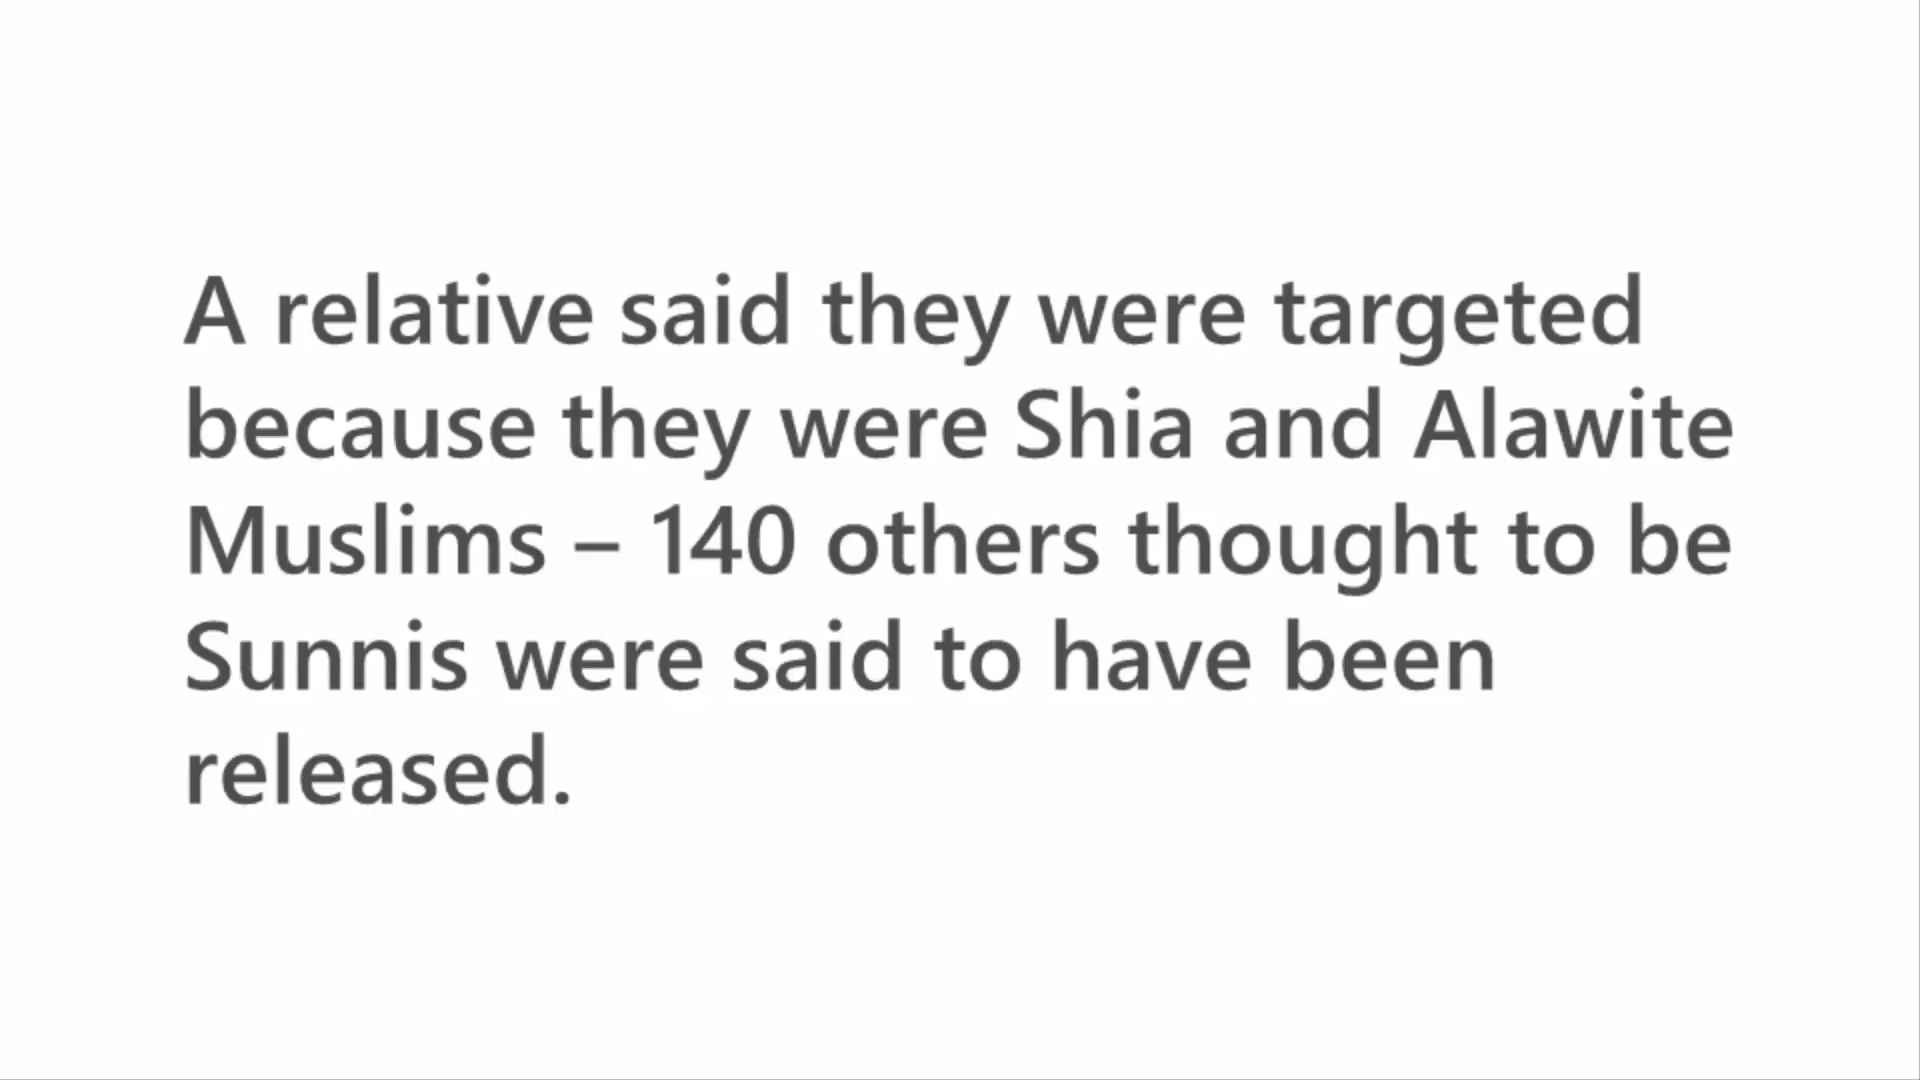 A relative said they were targeted
because they were Shia and Alawite
Muslims – 140 others thought to be
Sunnis were said to have been
released.